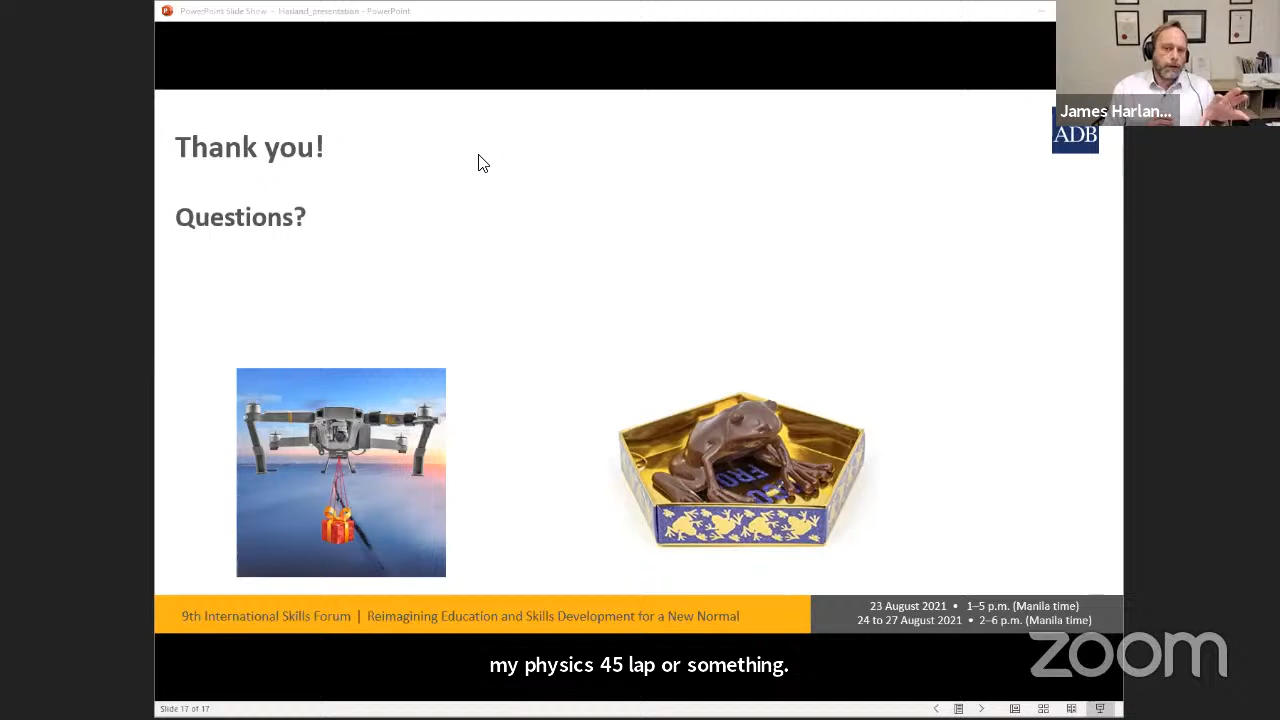 PowerPoint Slide Show - Harland_presentation - PowerPoint
James Harlan...
ADB
Thank you!
Questions?
FRO
9th International Skills Forum | Reimagining Education and Skills Development for a New Normal
23 August 2021 • 1–5 p.m. (Manila time)
24 to 27 August 2021 • 2–6 p.m. (Manila time)
my physics 45 lap or something.
zoom
Slide 17 of 17